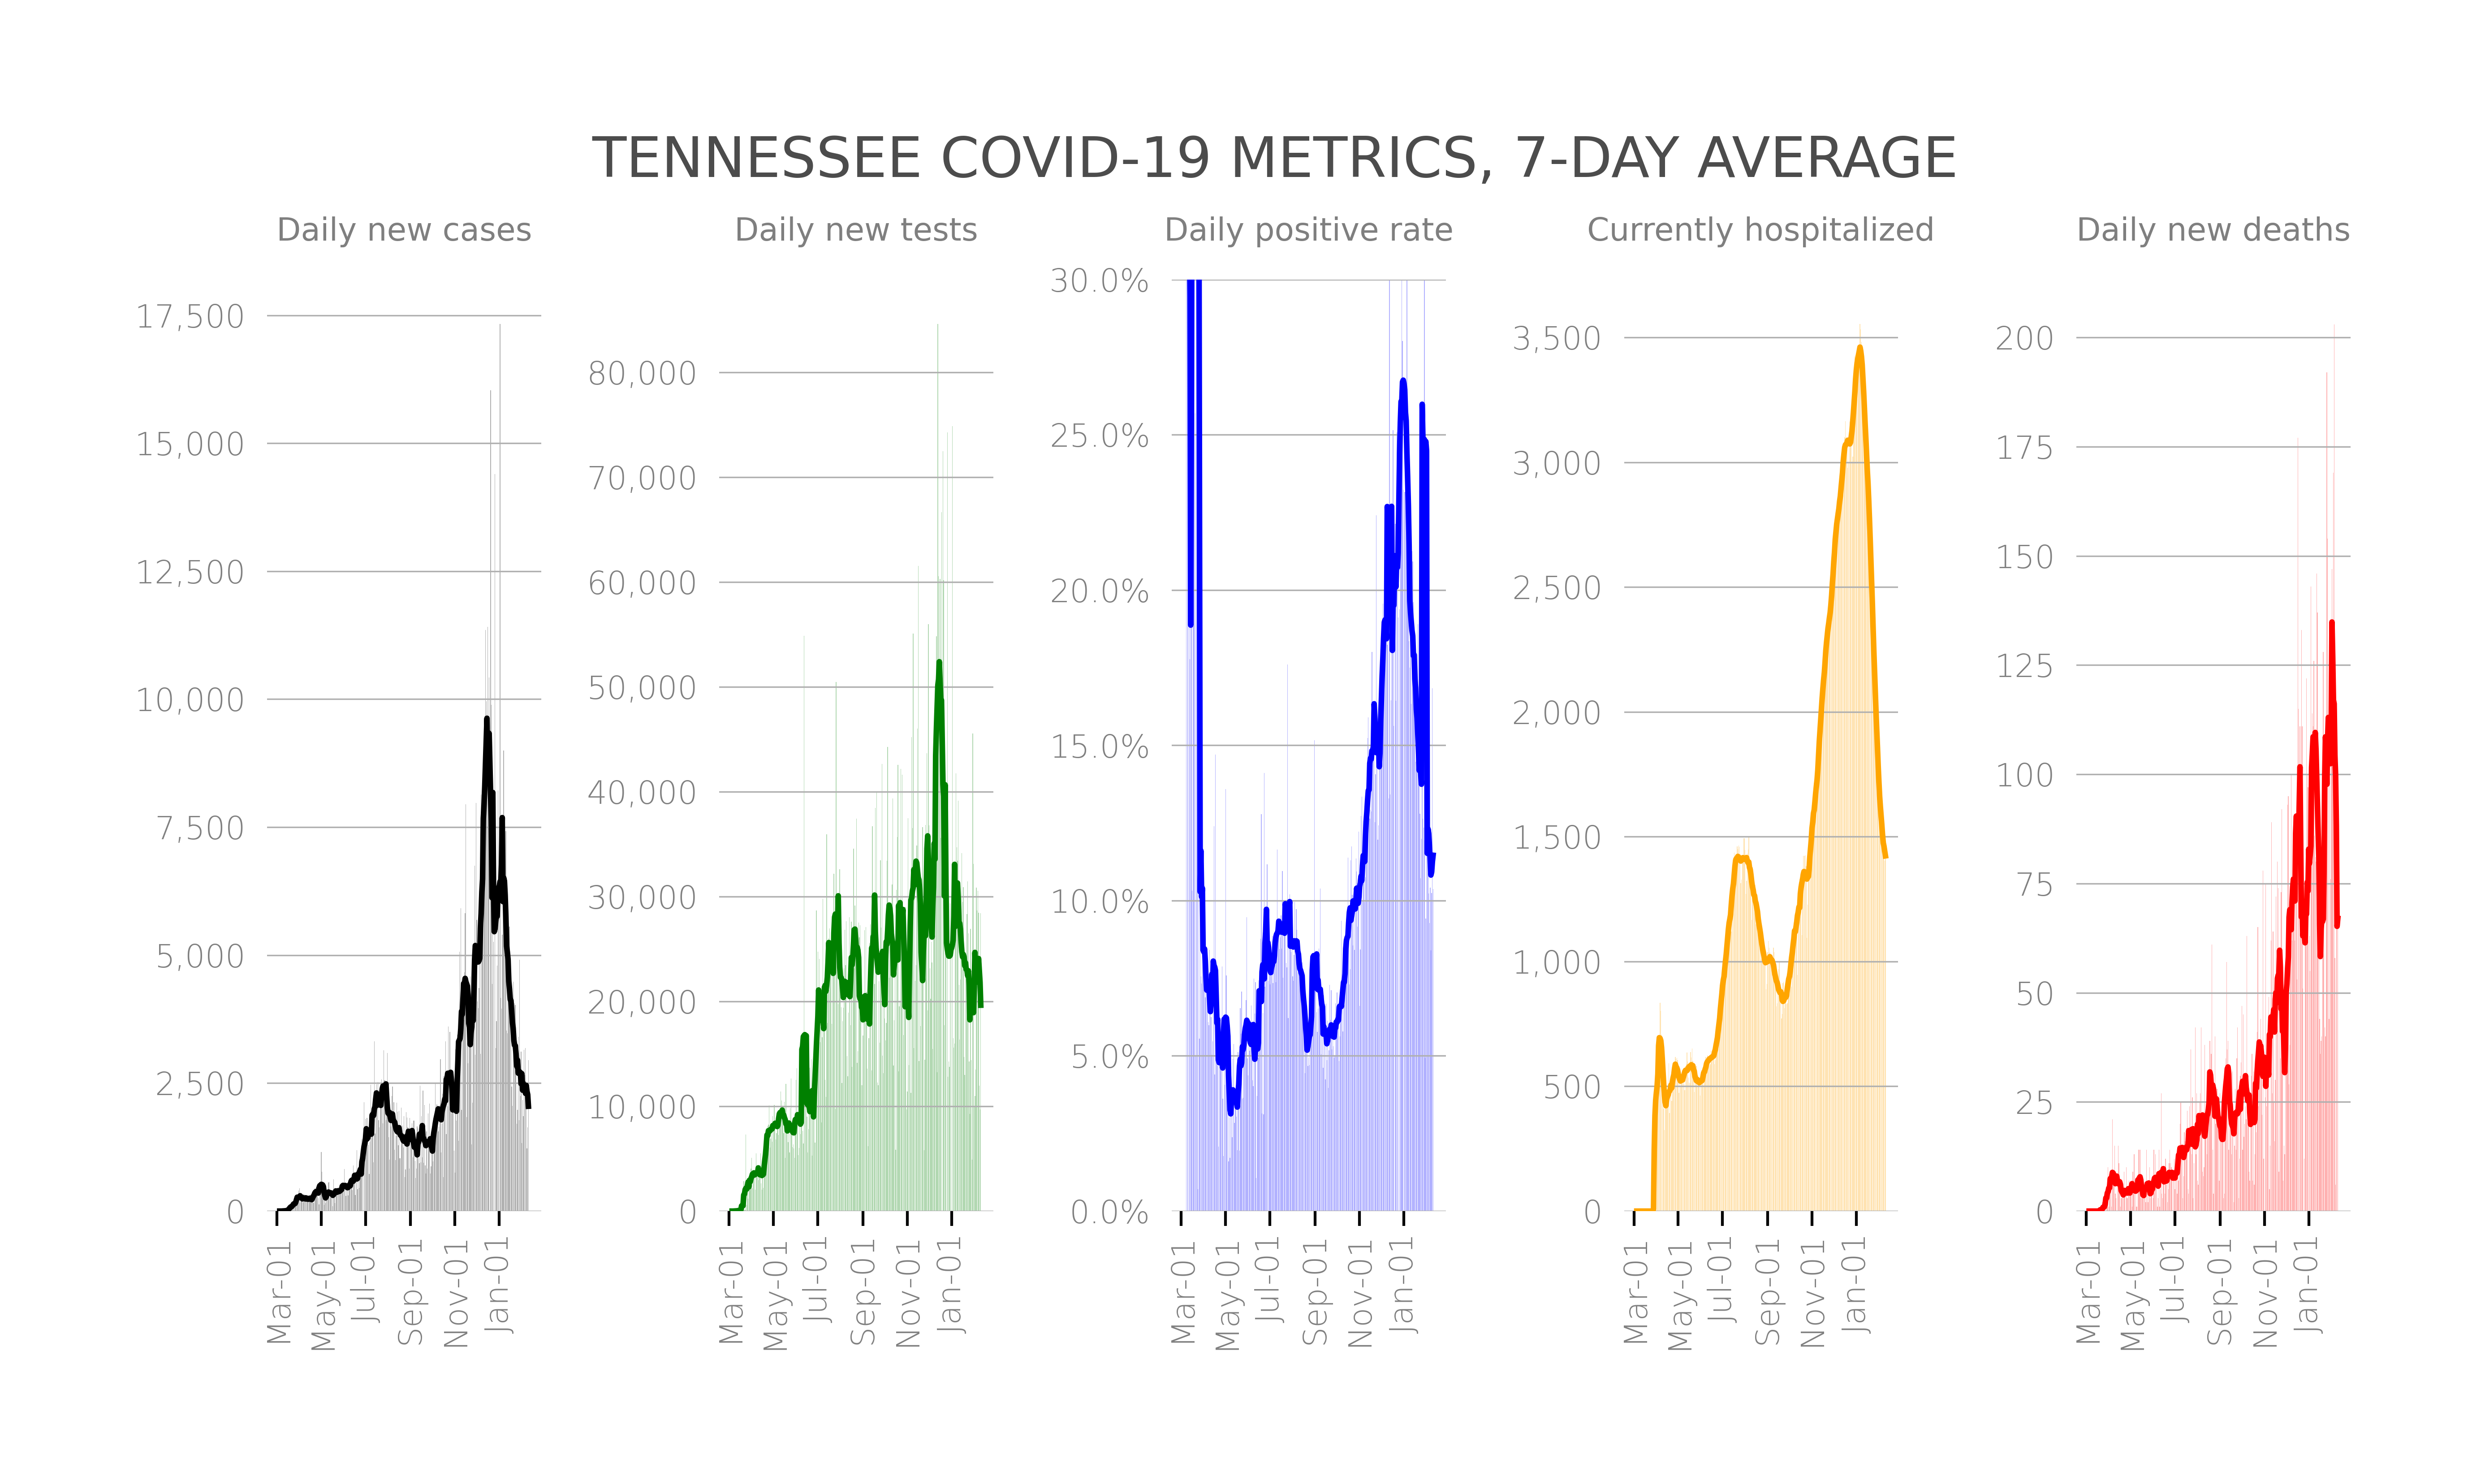 TENNESSEE COVID-19 METRICS, 7-DAY AVERAGE
Daily new cases
17,500
15,000
12,500
10,000
7,500
5,000
2,500
0
Mar-01
May-01
Jul-01
Sep-01
Nov-01
Jan-01
Daily new tests
80,000
70,000
60,000
50,000
40,000
30,000
20,000
10,000
0
Mar-01
May-01
Jul-01
Sep-01
Nov-01
Jan-01
Daily positive rate
30.0%
25.0%
20.0%
15.0%
10.0%
5.0%
0.0%
Mar-01
May-01
Jul-01
Sep-01
Nov-01
Jan-01
Currently hospitalized
3,500
3,000
2,500
2,000
1,500
1,000
500
0
Mar-01
May-01
Jul-01
Sep-01
Nov-01
Jan-01
Daily new deaths
200
175
150
125
100
75
50
25
0
Mar-01
May-01
Jul-01
Sep-01
Nov-01
Jan-01